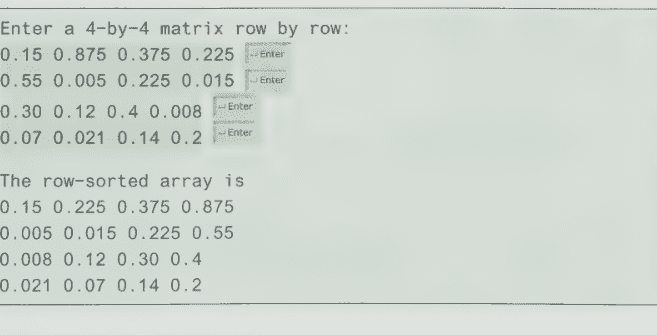 Enter a 4-by-4 matrix row by row:
0.15 0.875 0.375 0.225 ↵Enter
0.55 0.005 0.225 0.015 ↵Enter
0.30 0.12 0.4 0.008 ↵Enter
0.07 0.021 0.14 0.2 ↵Enter
The row-sorted array is
0.15 0.225 0.375 0.875
0.005 0.015 0.225 0.55
0.008 0.12 0.30 0.4
0.021 0.07 0.14 0.2